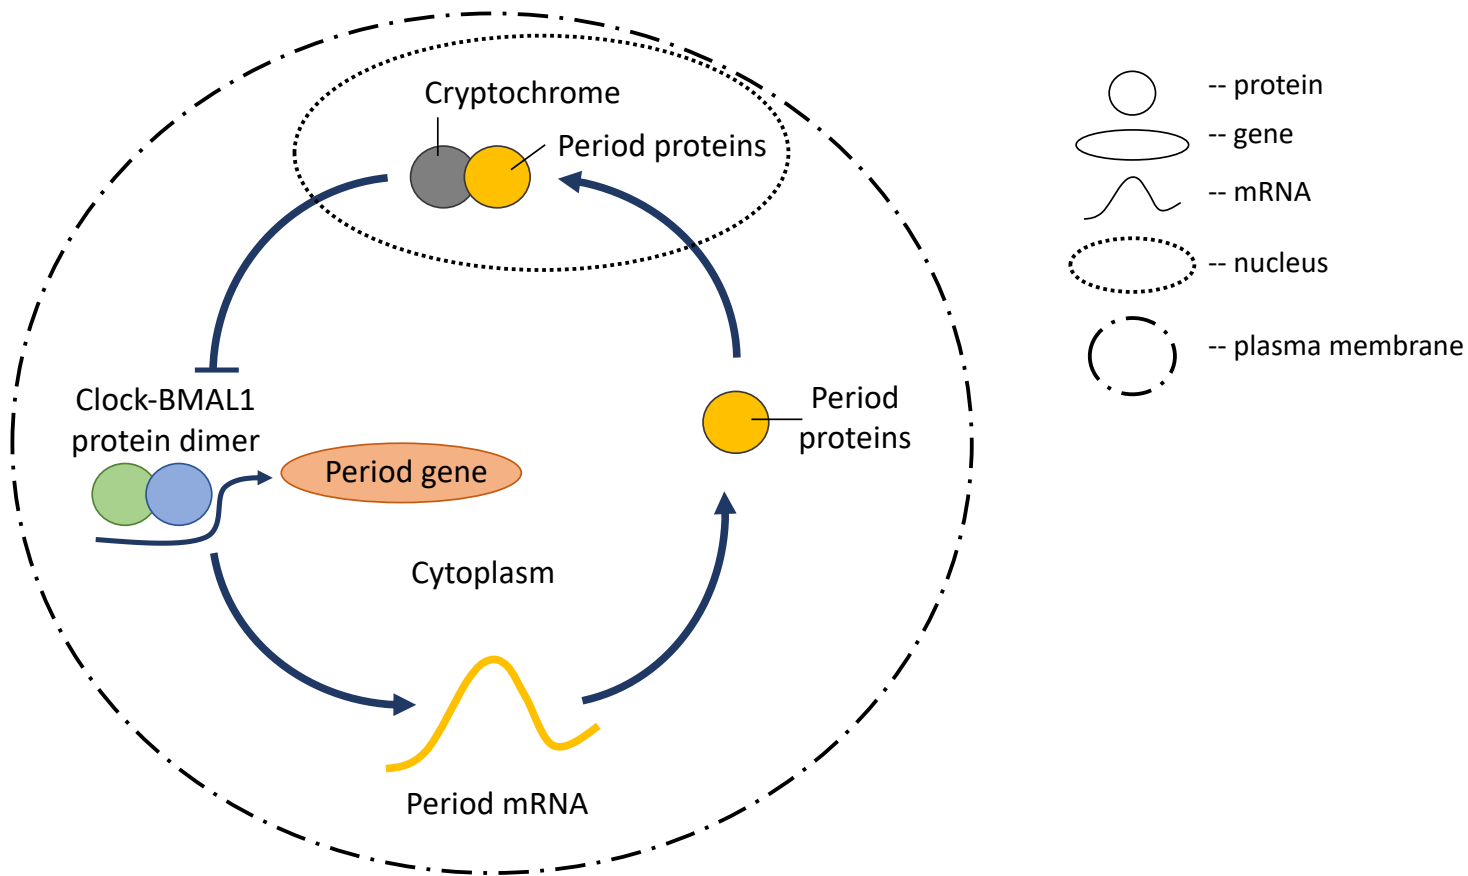 Cryptochrome
Period proteins
Clock-BMAL1
protein dimer
Period gene
Period
proteins
Cytoplasm
Period mRNA
-- protein
-- gene
-- mRNA
-- nucleus
-- plasma membrane